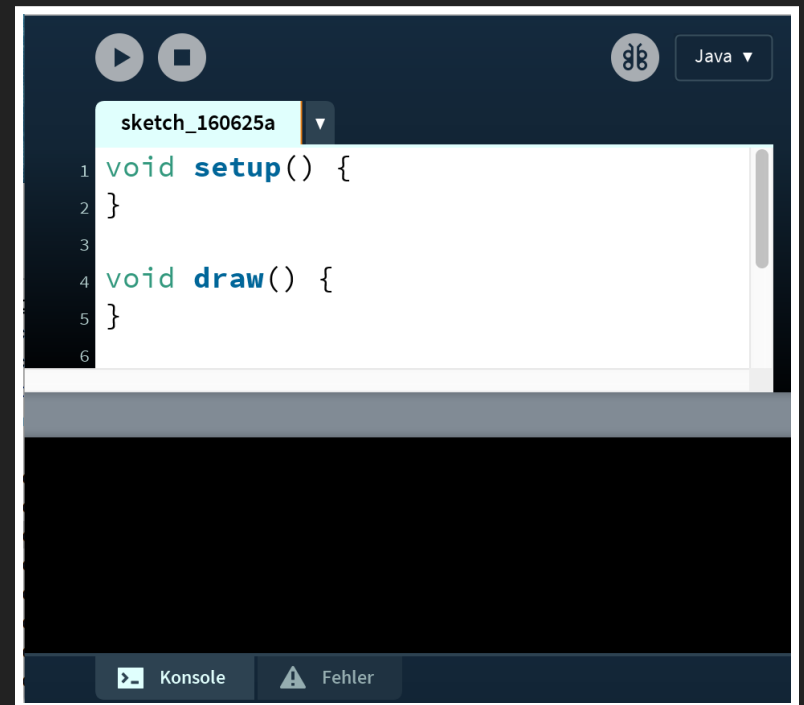 Java ▼
sketch_160625a ▼
1 void setup() {
2 }
3
4 void draw() {
5 }
6
Konsole
Fehler